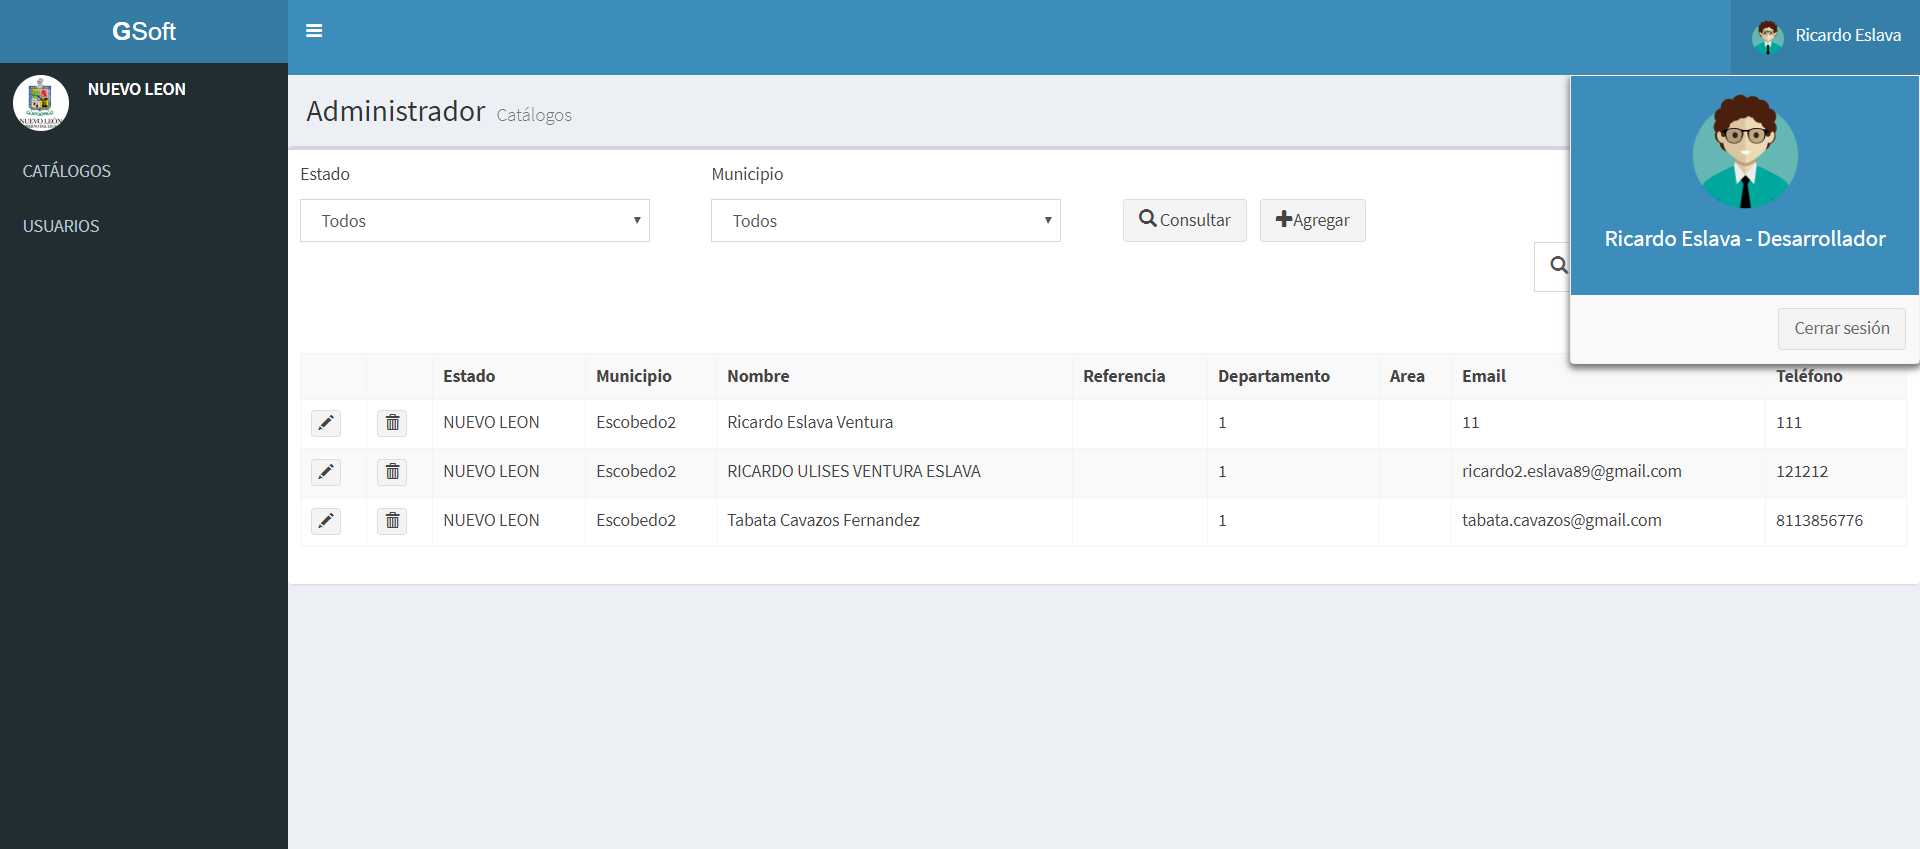 GSoft
Ricardo Eslava
NUEVO LEON
CATÁLOGOS
USUARIOS
Administrador Catálogos
Ricardo Eslava - Desarrollador
Cerrar sesión
Estado
Municipio
Todos
Todos
Consultar
Agregar
Estado Municipio Nombre Referencia Departamento Area Email Teléfono
NUEVO LEON Escobedo2 Ricardo Eslava Ventura 1 11 111
NUEVO LEON Escobedo2 RICARDO ULISES VENTURA ESLAVA 1 ricardo2.eslava89@gmail.com 121212
NUEVO LEON Escobedo2 Tabata Cavazos Fernandez 1 tabata.cavazos@gmail.com 8113856776